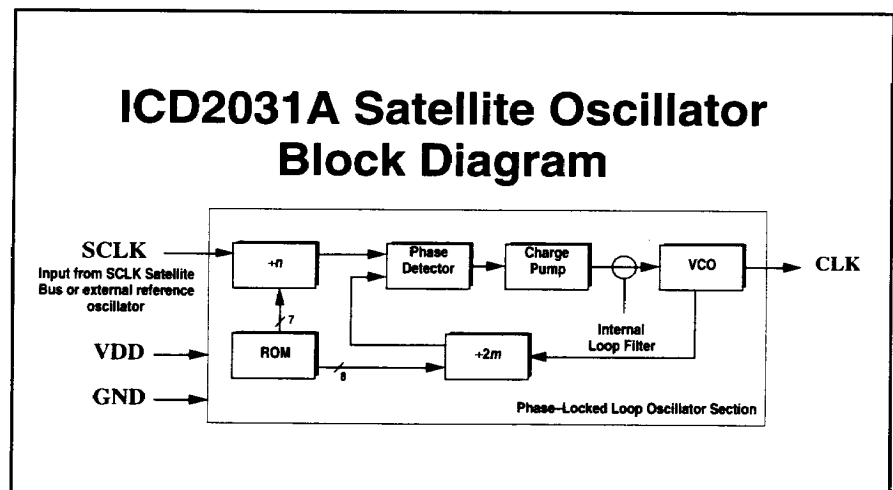 ICD2031A Satellite Oscillator
Block Diagram
SCLK
Input from SCLK Satellite
Bus or external reference
oscillator
÷n
Phase
Detector
Charge
Pump
VCO
CLK
7
Internal
Loop Filter
VDD
ROM
8
÷2m
GND
Phase–Locked Loop Oscillator Section